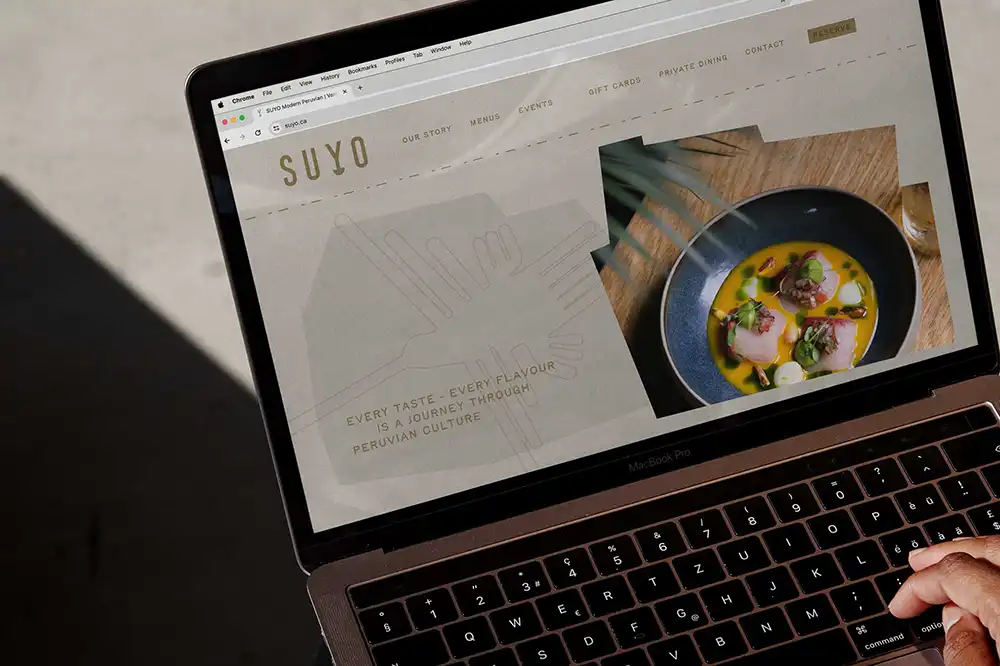 Chrome File Edit View History Bookmarks Profiles Tab Window Help
SUYO Modern Peruvian | Van
suyo.ca
SUYO
OUR STORY MENUS EVENTS GIFT CARDS PRIVATE DINING CONTACT RESERVE
EVERY TASTE - EVERY FLAVOUR
IS A JOURNEY THROUGH
PERUVIAN CULTURE
MacBook Pro
§ + 1 " 2 * 3 # ç 4 % 5 & 6 / 7 ( 8 ) 9 = 0 ? '
Q W E € R T Z U I O P è ü ! ..
S D F G @ H J K L é ö à ä £ $
V B N M ; ,
⌘ command option